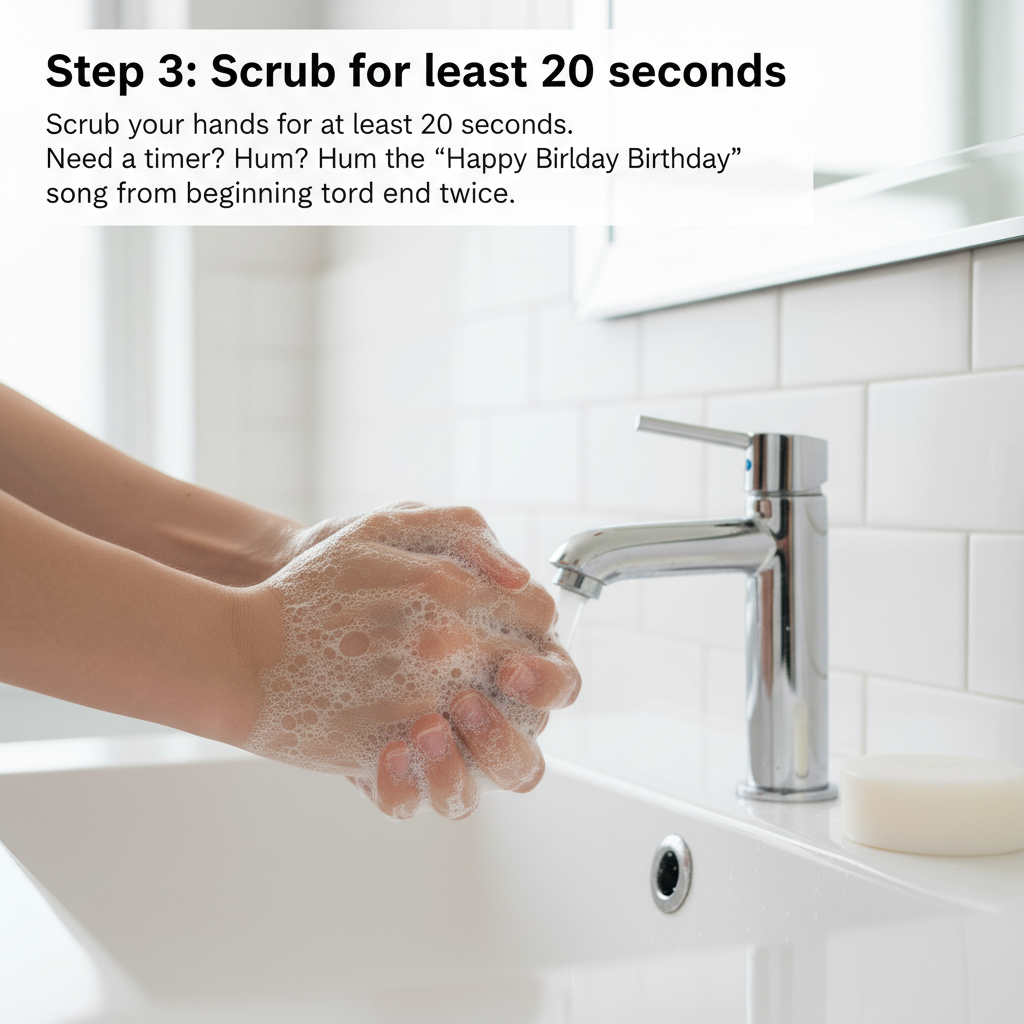 Step 3: Scrub for least 20 seconds
Scrub your hands for at least 20 seconds.
Need a timer? Hum? Hum the “Happy Birlday Birthday”
song from beginning tord end twice.